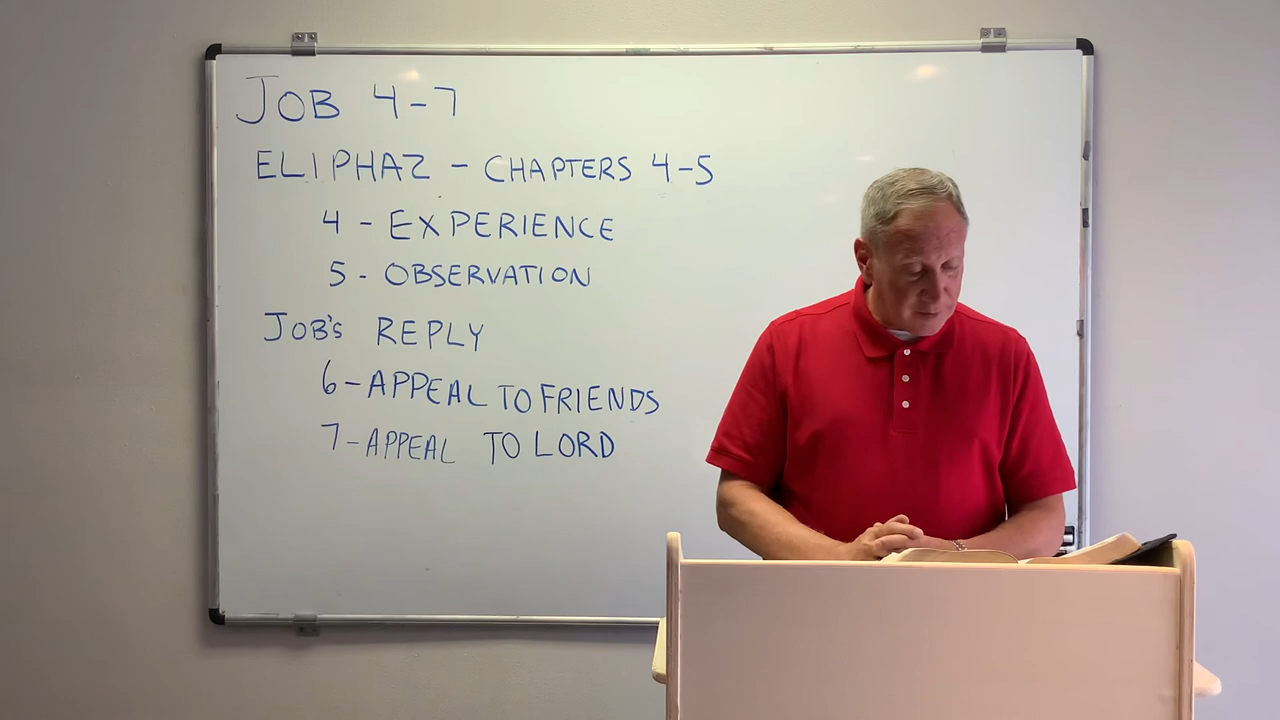 JOB 4-7
ELIPHAZ - CHAPTERS 4-5
4 - EXPERIENCE
5 - OBSERVATION
JOB's REPLY
6-APPEAL TO FRIENDS
7-APPEAL TO LORD